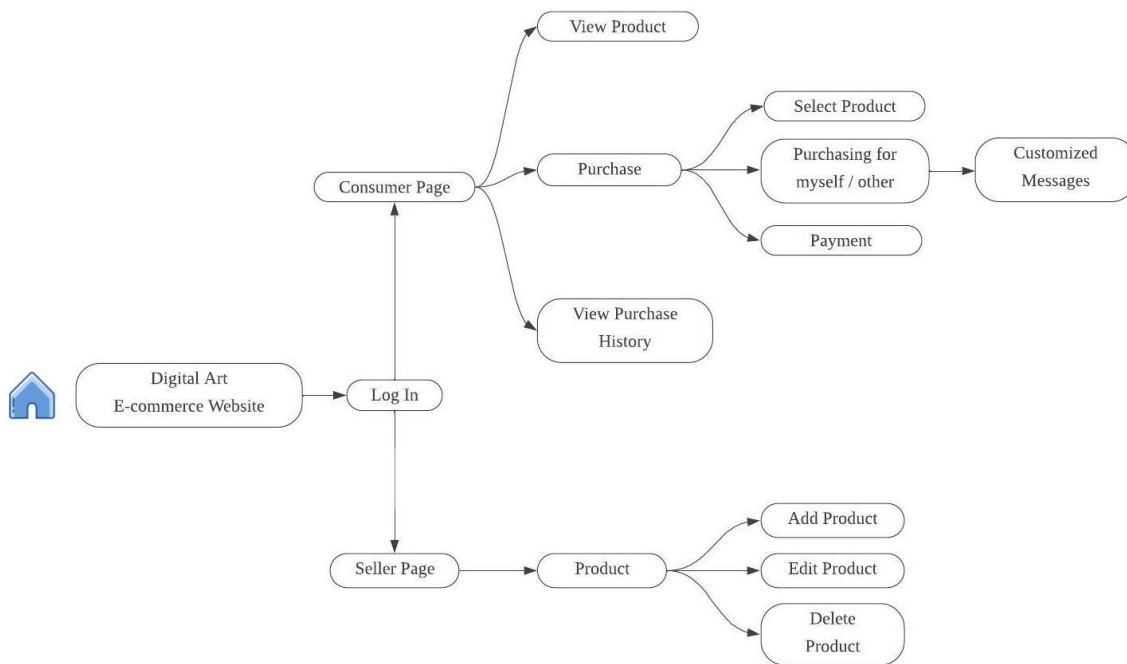 View Product
Select Product
Purchase
Purchasing for
myself / other
Customized
Messages
Consumer Page
Payment
View Purchase
History
Digital Art
E-commerce Website
Log In
Add Product
Seller Page
Product
Edit Product
Delete
Product